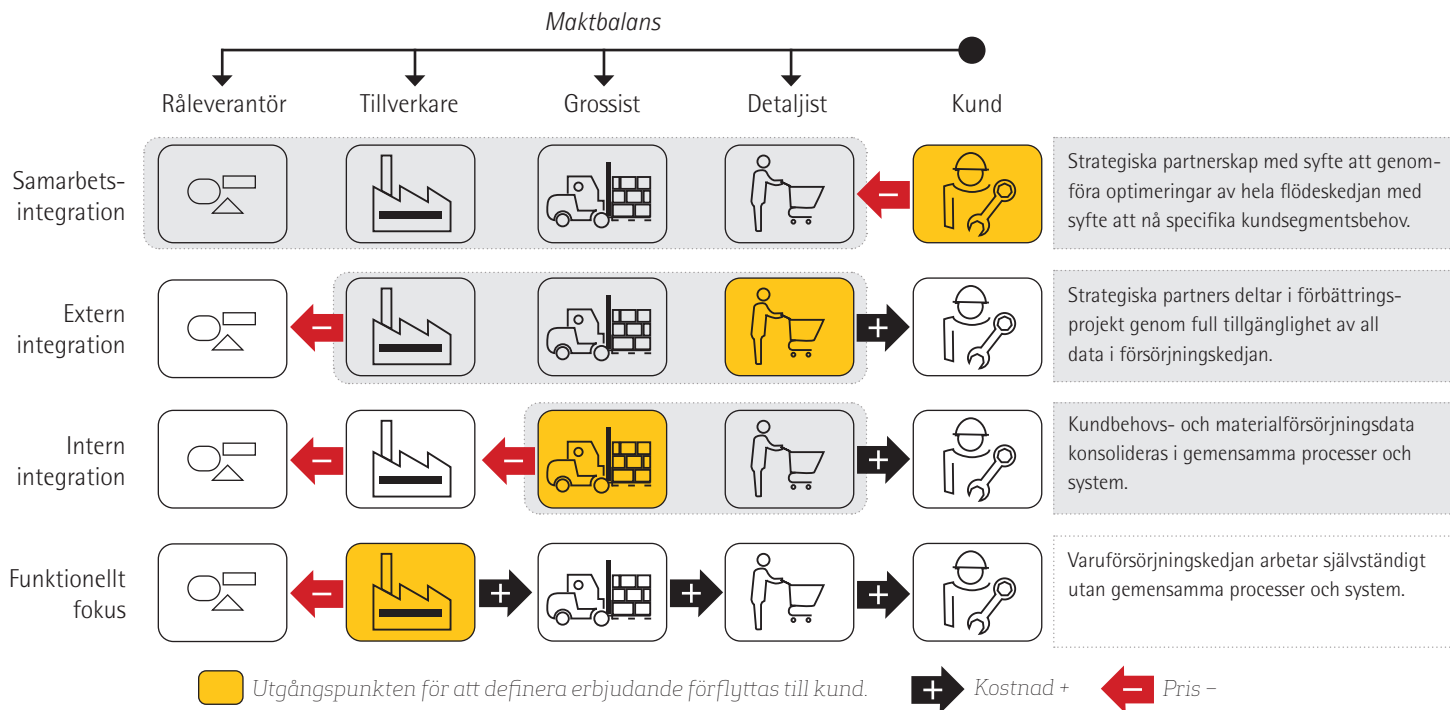 Maktbalans
Råleverantör Tillverkare Grossist Detaljist Kund
Samarbets-
integration
Strategiska partnerskap med syfte att genom-
föra optimeringar av hela flödeskedjan med
syfte att nå specifika kundsegmentsbehov.
Extern
integration
Strategiska partners deltar i förbättrings-
projekt genom full tillgänglighet av all
data i försörjningskedjan.
Intern
integration
Kundbehovs- och materialförsörjningsdata
konsolideras i gemensamma processer och
system.
Funktionellt
fokus
Varuförsörjningskedjan arbetar självständigt
utan gemensamma processer och system.
Utgångspunkten för att definera erbjudande förflyttas till kund.
+ Kostnad +
− Pris –